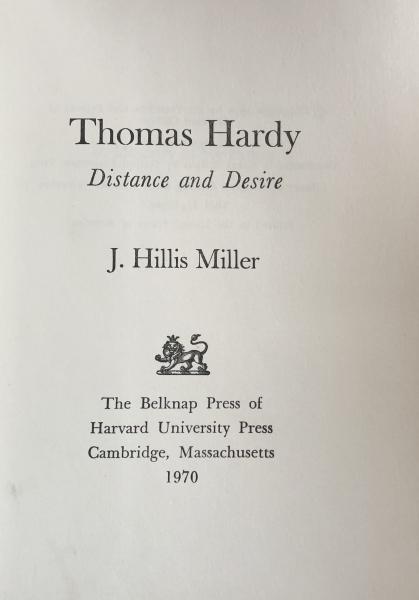 Thomas Hardy
Distance and Desire
J. Hillis Miller
The Belknap Press of
Harvard University Press
Cambridge, Massachusetts
1970